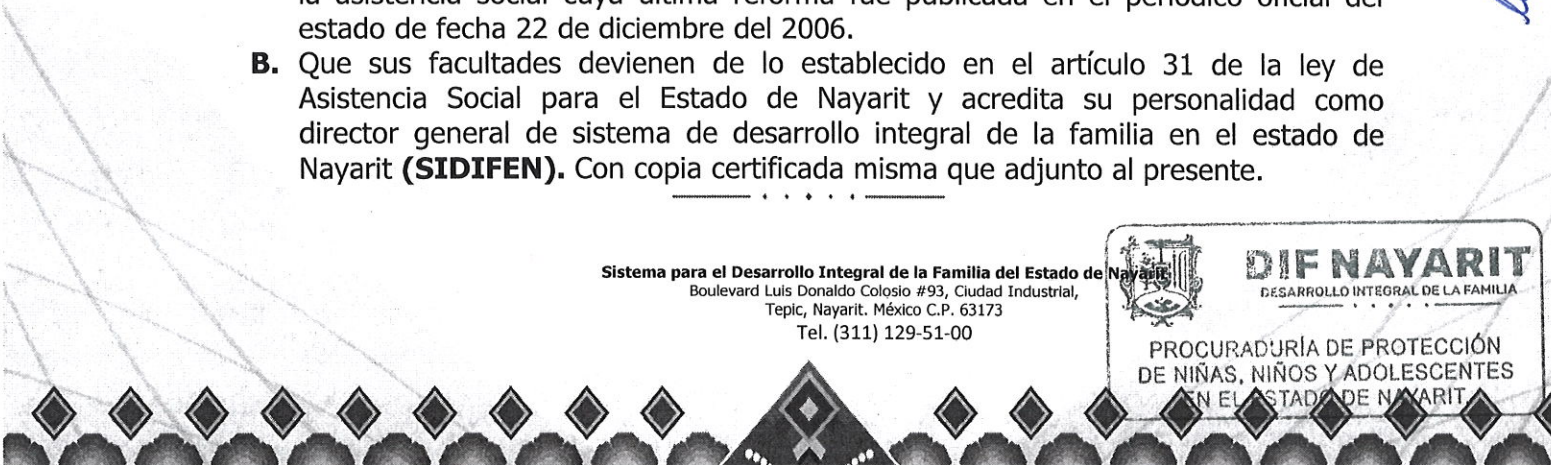 la asistencia social cuya última reforma fue publicada en el periódico oficial del
estado de fecha 22 de diciembre del 2006.
B. Que sus facultades devienen de lo establecido en el artículo 31 de la ley de
Asistencia Social para el Estado de Nayarit y acredita su personalidad como
director general de sistema de desarrollo integral de la familia en el estado de
Nayarit (SIDIFEN). Con copia certificada misma que adjunto al presente.
Sistema para el Desarrollo Integral de la Familia del Estado de Nayarit
Boulevard Luis Donaldo Colosio #93, Ciudad Industrial,
Tepic, Nayarit. México C.P. 63173
Tel. (311) 129-51-00
DIF NAYARIT
DESARROLLO INTEGRAL DE LA FAMILIA
PROCURADURÍA DE PROTECCIÓN
DE NIÑAS, NIÑOS Y ADOLESCENTES
EN EL ESTADO DE NAYARIT